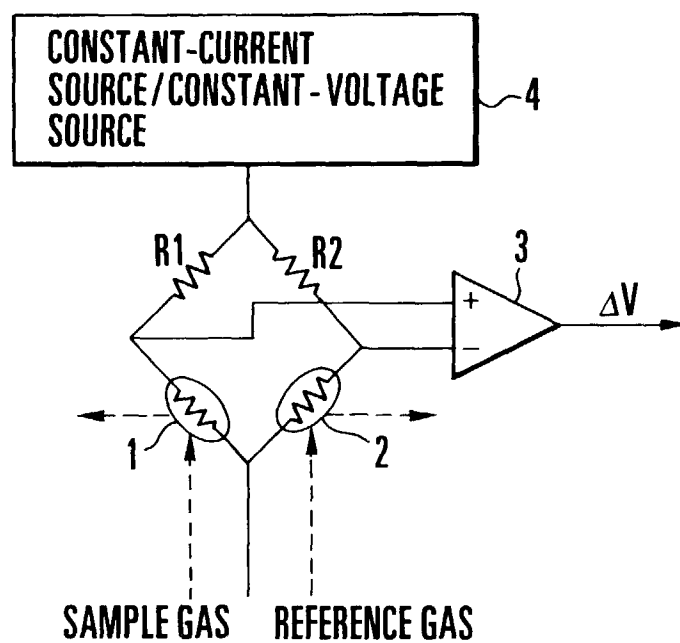 CONSTANT-CURRENT
SOURCE/CONSTANT-VOLTAGE
SOURCE
4
R1
R2
3
+
−
ΔV
1
2
SAMPLE GAS
REFERENCE GAS